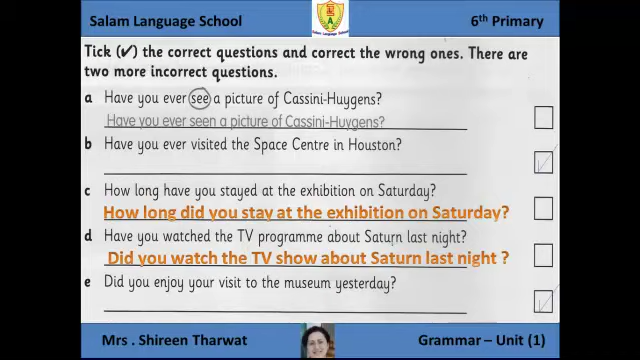 Salam Language School
A
Salam Language School
6th Primary
Tick (✔) the correct questions and correct the wrong ones. There are
two more incorrect questions.
a Have you ever see a picture of Cassini-Huygens?
Have you ever seen a picture of Cassini-Huygens?
b Have you ever visited the Space Centre in Houston?
c How long have you stayed at the exhibition on Saturday?
How long did you stay at the exhibition on Saturday?
d Have you watched the TV programme about Saturn last night?
Did you watch the TV show about Saturn last night ?
e Did you enjoy your visit to the museum yesterday?
Mrs . Shireen Tharwat
Grammar – Unit (1)